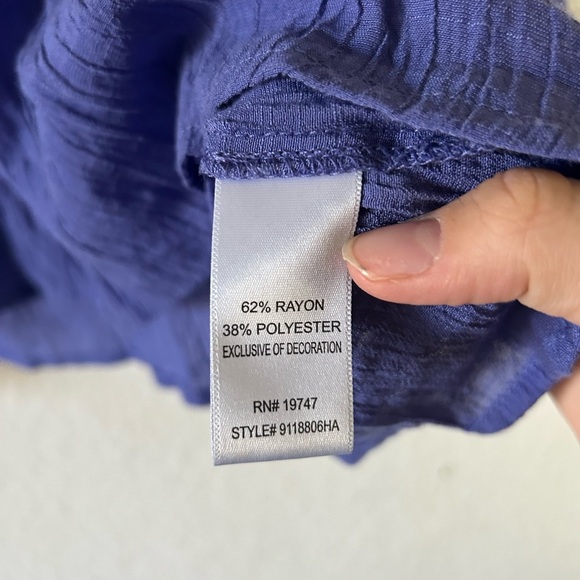 62% RAYON
38% POLYESTER
EXCLUSIVE OF DECORATION
RN# 19747
STYLE# 9118806HA